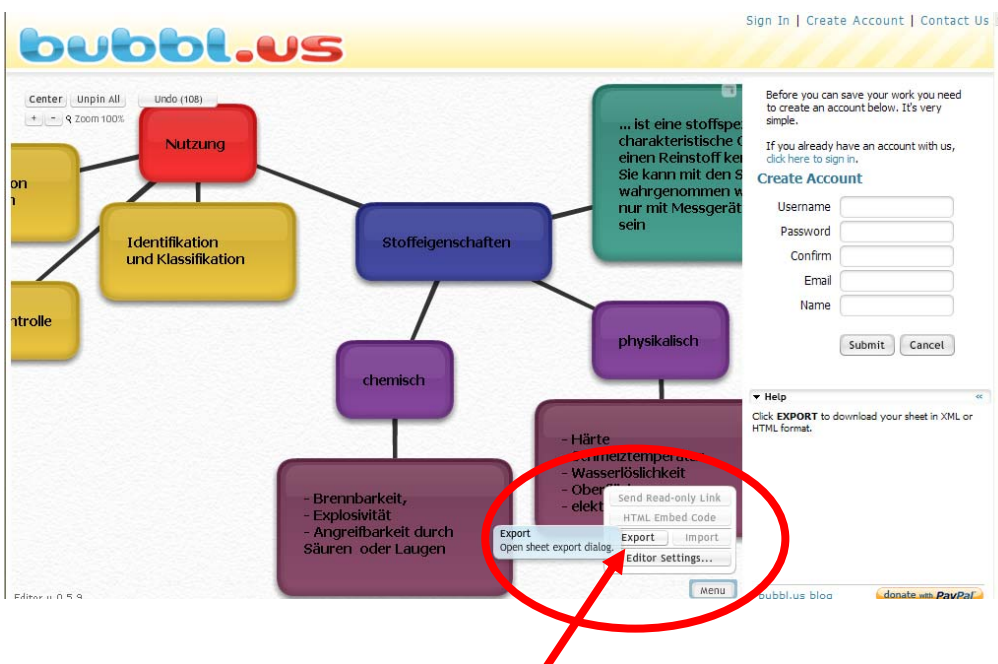 Sign In | Create Account | Contact Us
bubbl.us
Center Unpin All Undo (108)
+ - Zoom 100%
Nutzung
... ist eine
charakteristische
einen Reinstoff
Sie kann mit den
wahrgenommen
nur mit
sein
Identifikation
und Klassifikation
Stoffeigenschaften
chemisch
physikalisch
- Brennbarkeit,
- Explosivität
- Angreifbarkeit durch
Säuren oder Laugen
- Härte
- Schmelztemperatur
- Wasserlöslichkeit
Send Read-only Link
HTML Embed Code
Export Import
Editor Settings...
Menu
Export
Open sheet export dialog.
Before you can save your work you need
to create an account below. It's very
simple.
If you already have an account with us,
click here to sign in.
Create Account
Username
Password
Confirm
Email
Name
Submit Cancel
Help «
Click EXPORT to download your sheet in XML or
HTML format.
bubbl.us blog
donate with PayPal
Editor v 0.5.9